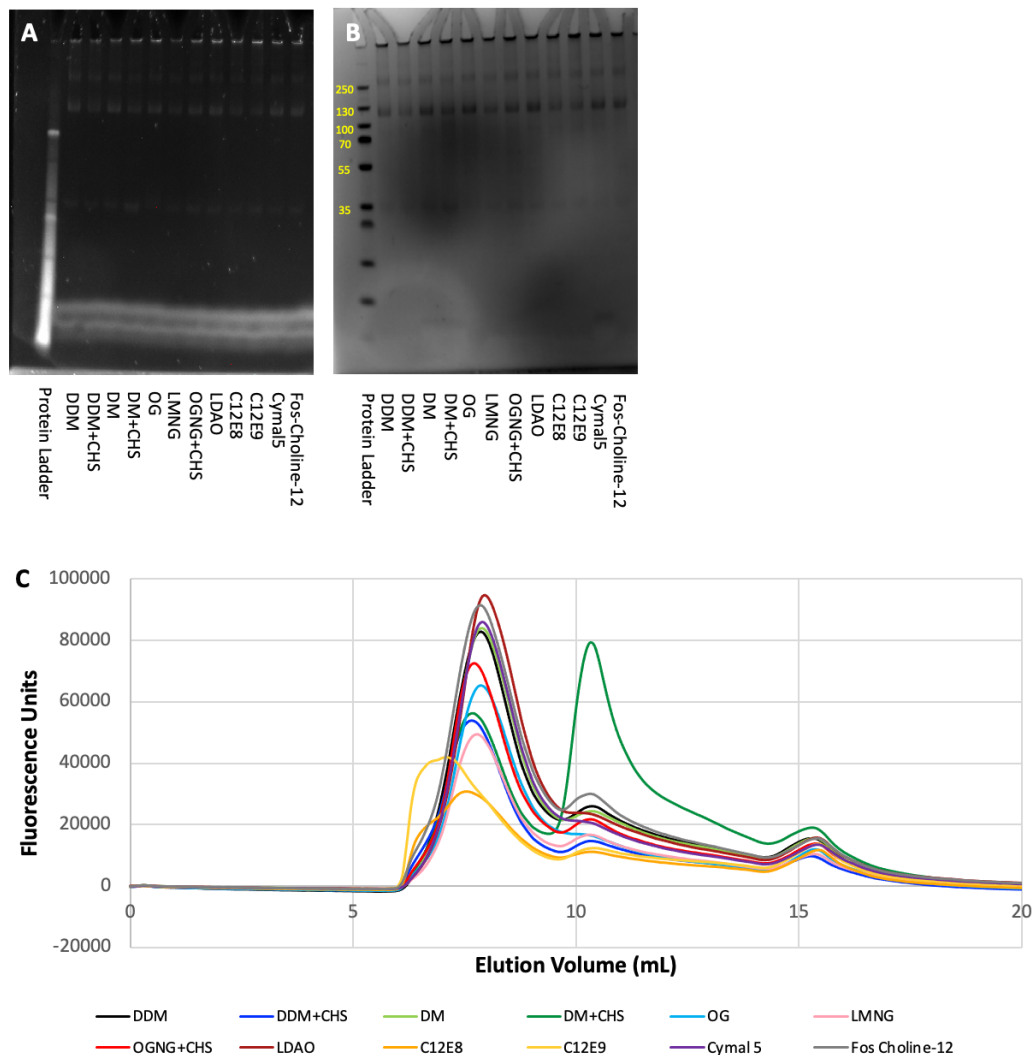 A
B
250
130
100
70
55
35
Protein Ladder
DDM
DDM+CHS
DM
DM+CHS
OG
LMNG
OGNG+CHS
LDAO
C12E8
C12E9
Cymal5
Fos-Choline-12
Protein Ladder
DDM
DDM+CHS
DM
DM+CHS
OG
LMNG
OGNG+CHS
LDAO
C12E8
C12E9
Cymal5
Fos-Choline-12
C
100000
80000
60000
40000
20000
0
-20000
Fluorescence Units
0 5 10 15 20
Elution Volume (mL)
DDM DDM+CHS DM DM+CHS OG LMNG
OGNG+CHS LDAO C12E8 C12E9 Cymal 5 Fos Choline-12